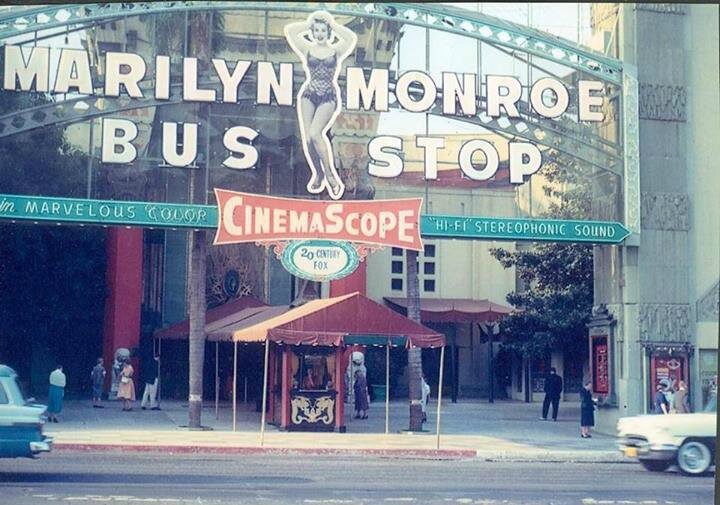 MARILYN MONROE
BUS STOP
in MARVELOUS COLOR
CINEMASCOPE
"HI-FI" STEREOPHONIC SOUND
20TH CENTURY
FOX